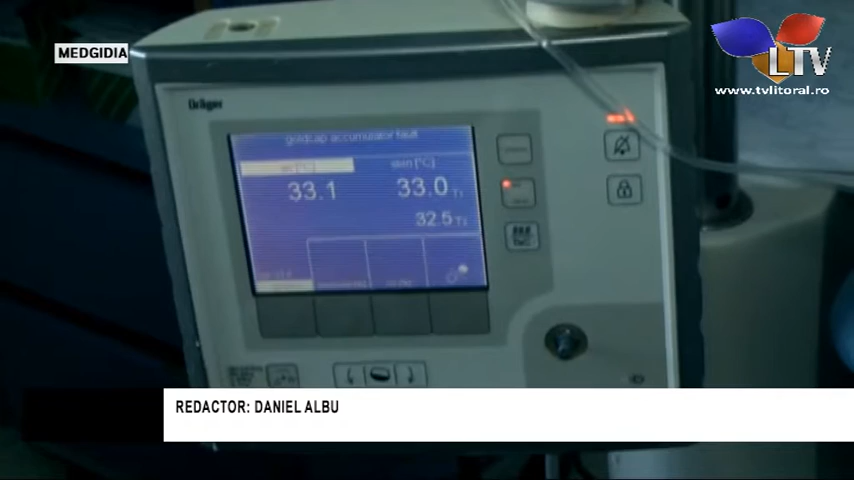 MEDGIDIA
LTV
www.tvlitoral.ro
Dräger
goldcap accumulator fault
skin [°C]
33.1
33.0 T1
32.5 T2
REDACTOR: DANIEL ALBU